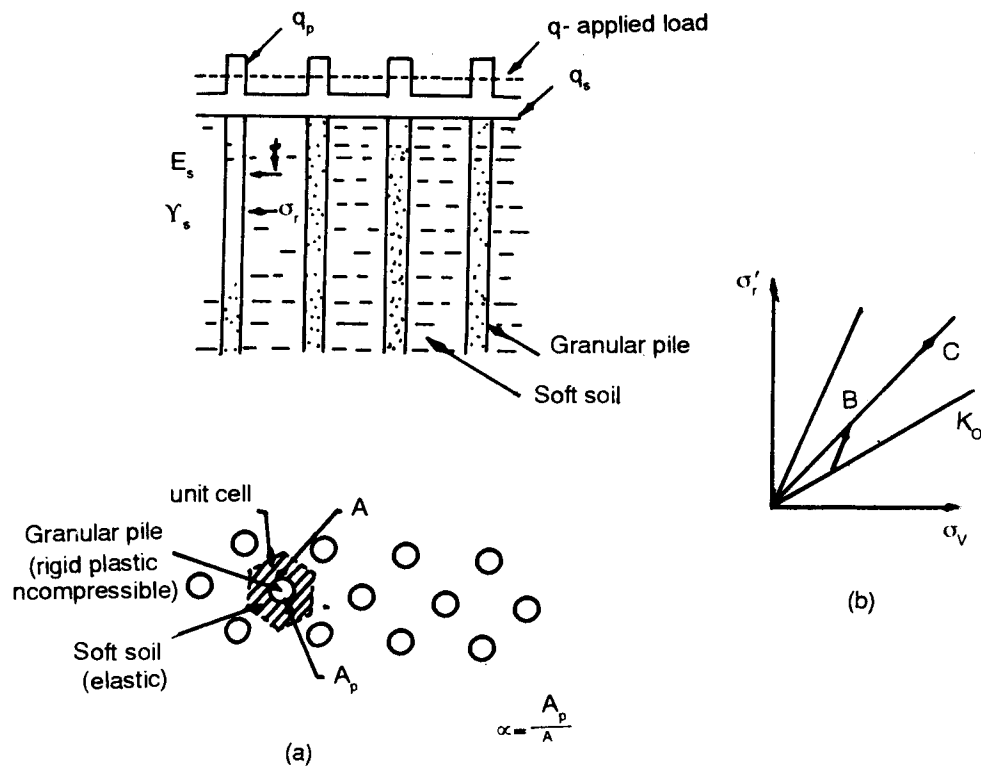 q_p
q- applied load
q_s
E_s
σ_r
ϒ_s
Granular pile
Soft soil
σ'_r
C
B
K_o
σ_v
(b)
unit cell
A
Granular pile
(rigid plastic
ncompressible)
Soft soil
(elastic)
A_p
∝ = A_p / A
(a)